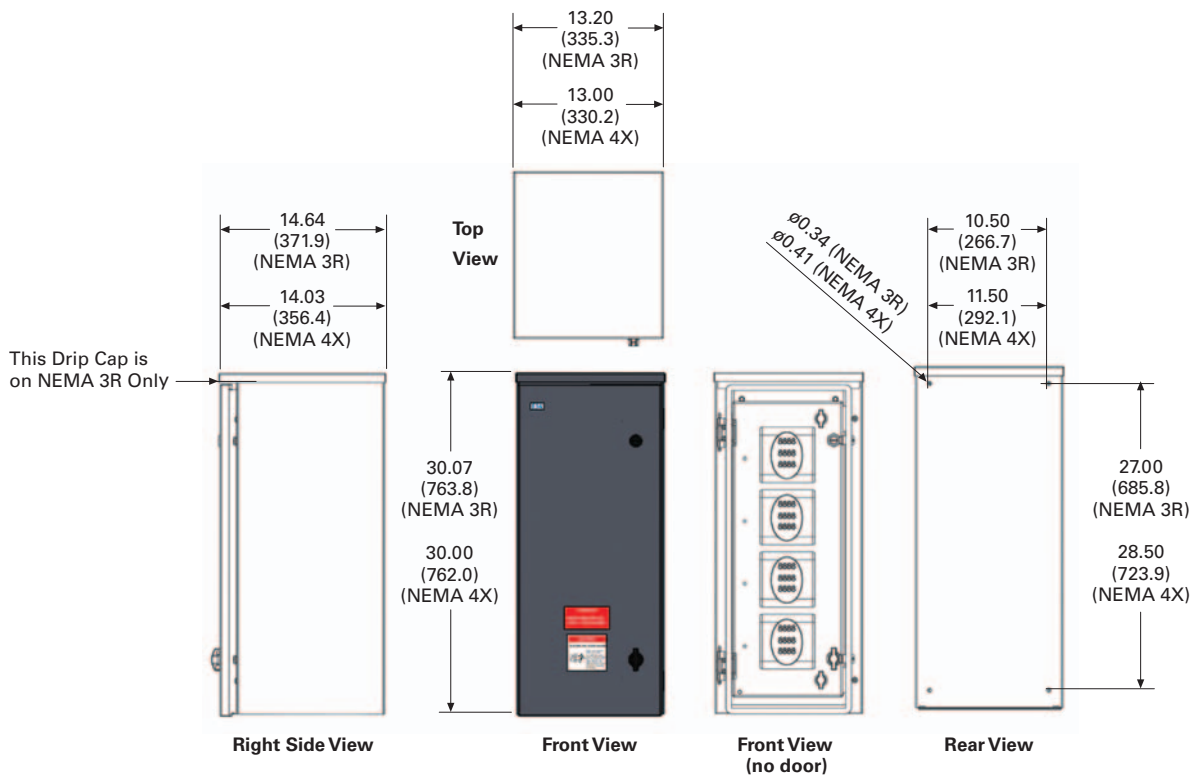 13.20
(335.3)
(NEMA 3R)
13.00
(330.2)
(NEMA 4X)
14.64
(371.9)
(NEMA 3R)
14.03
(356.4)
(NEMA 4X)
Top
View
ø0.34 (NEMA 3R)
ø0.41 (NEMA 4X)
10.50
(266.7)
(NEMA 3R)
11.50
(292.1)
(NEMA 4X)
This Drip Cap is
on NEMA 3R Only
30.07
(763.8)
(NEMA 3R)
30.00
(762.0)
(NEMA 4X)
27.00
(685.8)
(NEMA 3R)
28.50
(723.9)
(NEMA 4X)
Right Side View
Front View
Front View
(no door)
Rear View